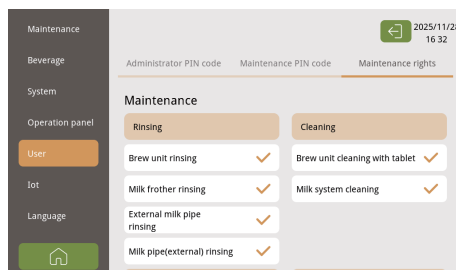 Maintenance
Beverage
System
Operation panel
User
Iot
Language
2025/11/28
16 32
Administrator PIN code
Maintenance PIN code
Maintenance rights
Maintenance
Rinsing
Brew unit rinsing
Milk frother rinsing
External milk pipe
rinsing
Milk pipe(external) rinsing
Cleaning
Brew unit cleaning with tablet
Milk system cleaning